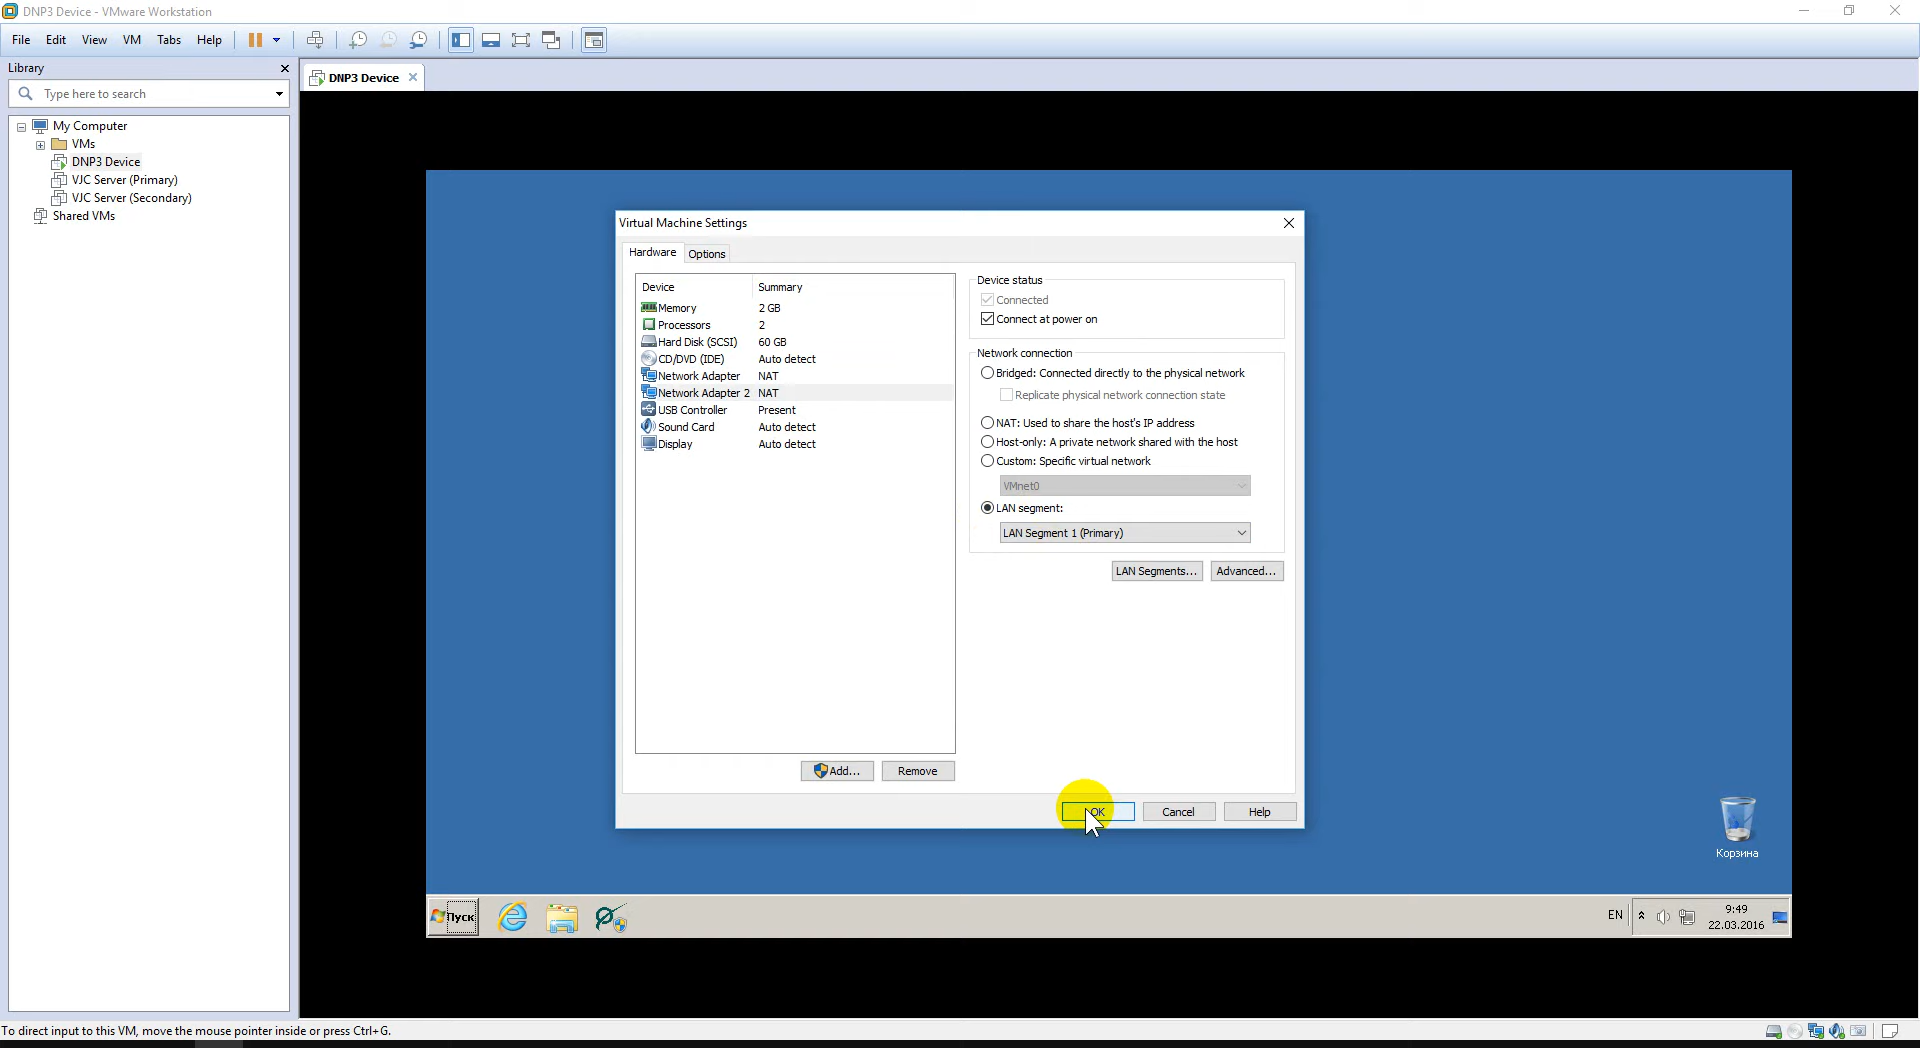 DNP3 Device - VMware Workstation
File Edit View VM Tabs Help
Library
Type here to search
My Computer
VMs
DNP3 Device
VJC Server (Primary)
VJC Server (Secondary)
Shared VMs
DNP3 Device
Virtual Machine Settings
Hardware Options
Device Summary
Memory 2 GB
Processors 2
Hard Disk (SCSI) 60 GB
CD/DVD (IDE) Auto detect
Network Adapter NAT
Network Adapter 2 NAT
USB Controller Present
Sound Card Auto detect
Display Auto detect
Add... Remove
Device status
Connected
Connect at power on
Network connection
Bridged: Connected directly to the physical network
Replicate physical network connection state
NAT: Used to share the host's IP address
Host-only: A private network shared with the host
Custom: Specific virtual network
VMnet0
LAN segment:
LAN Segment 1 (Primary)
LAN Segments... Advanced...
OK Cancel Help
Корзина
Пуск
EN
9:49
22.03.2016
To direct input to this VM, move the mouse pointer inside or press Ctrl+G.